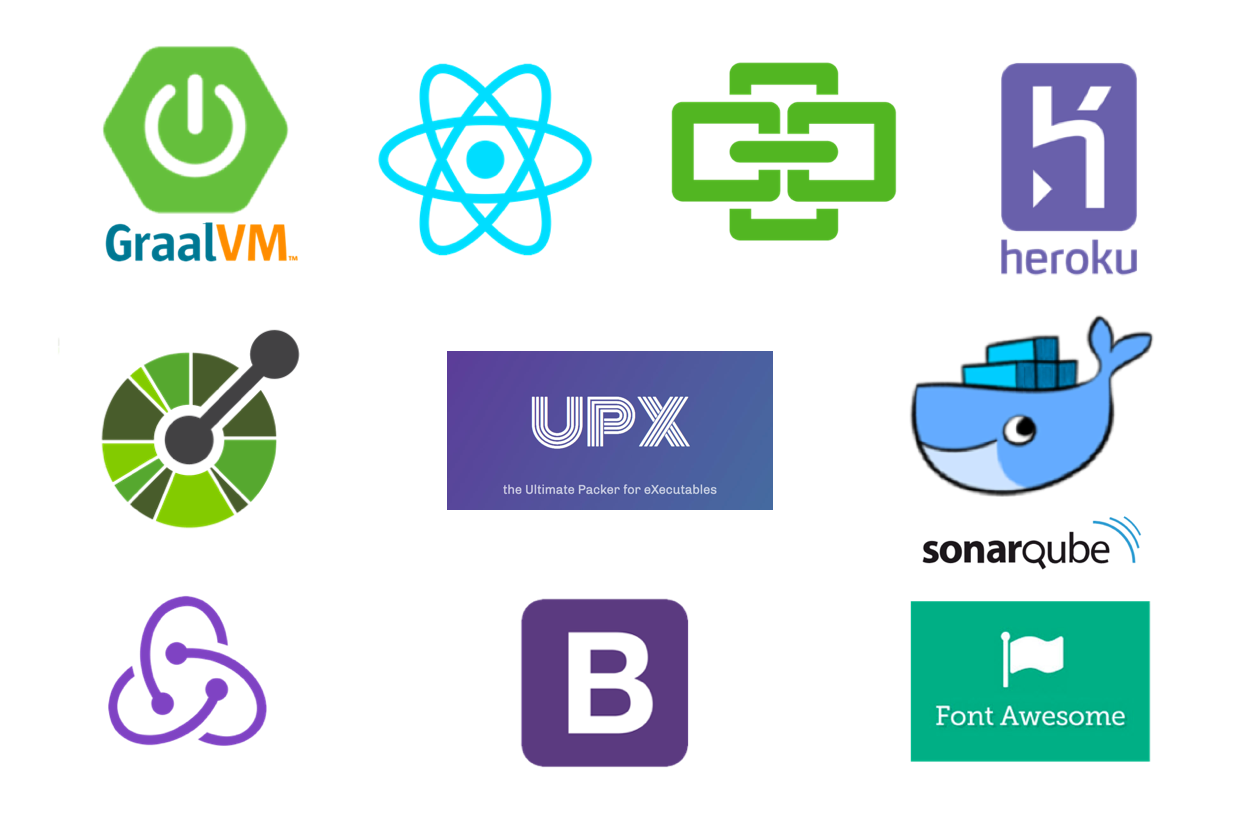 GraalVM™
heroku
UPX
the Ultimate Packer for eXecutables
sonarqube
B
Font Awesome